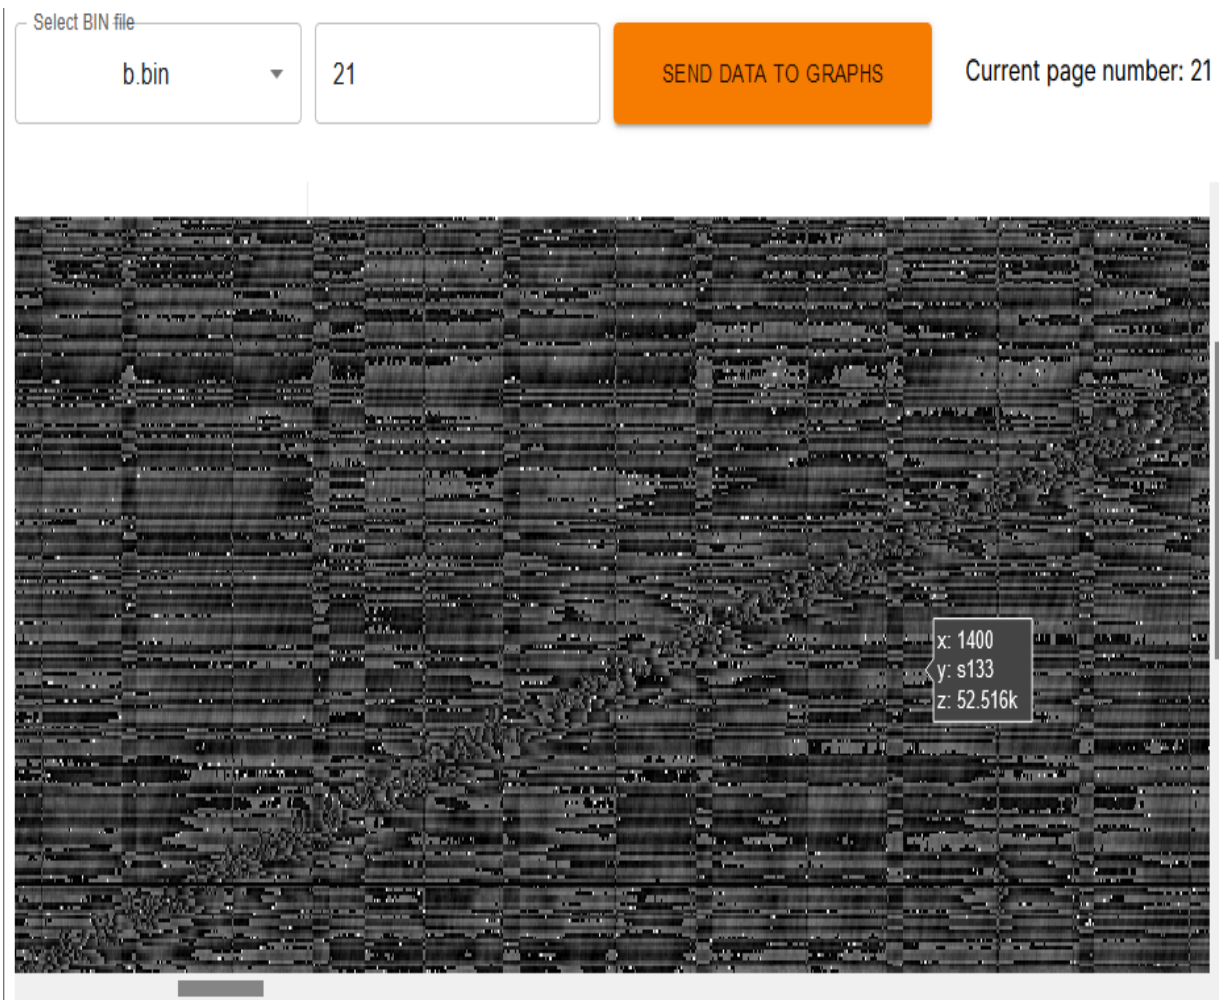 Select BIN file
b.bin
21
SEND DATA TO GRAPHS
Current page number: 21
x: 1400
y: s133
z: 52.516k